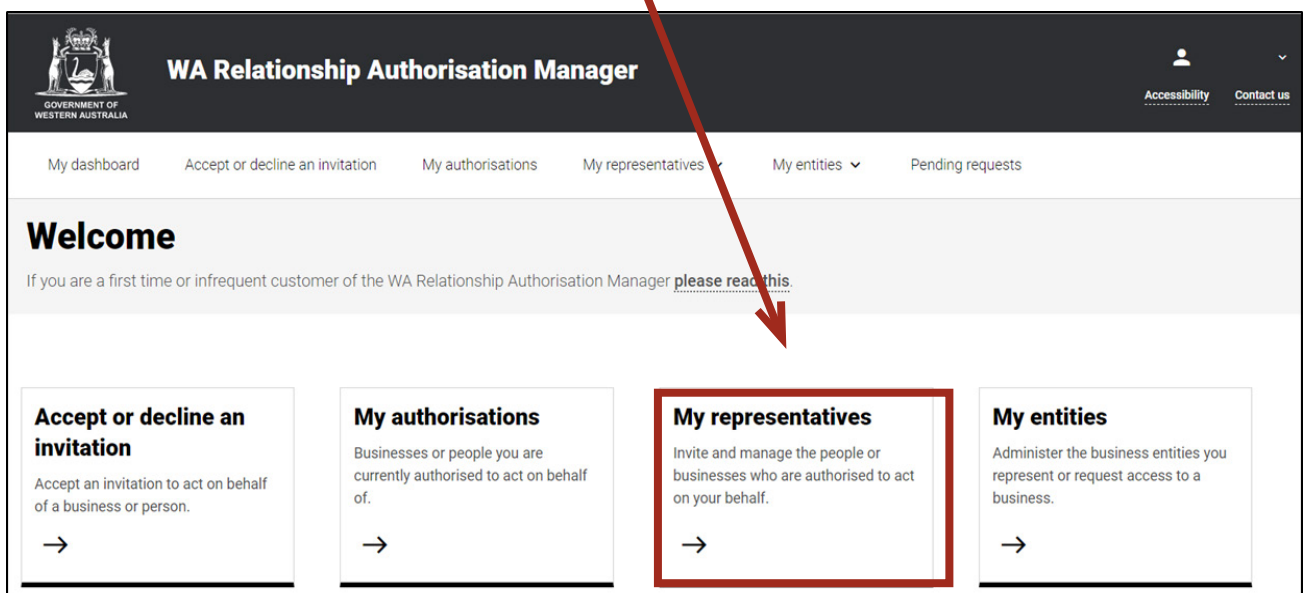 GOVERNMENT OF
WESTERN AUSTRALIA
WA Relationship Authorisation Manager
Accessibility
Contact us
My dashboard
Accept or decline an invitation
My authorisations
My representatives
My entities
Pending requests
Welcome
If you are a first time or infrequent customer of the WA Relationship Authorisation Manager please read this.
Accept or decline an
invitation
Accept an invitation to act on behalf
of a business or person.
My authorisations
Businesses or people you are
currently authorised to act on behalf
of.
My representatives
Invite and manage the people or
businesses who are authorised to act
on your behalf.
My entities
Administer the business entities you
represent or request access to a
business.